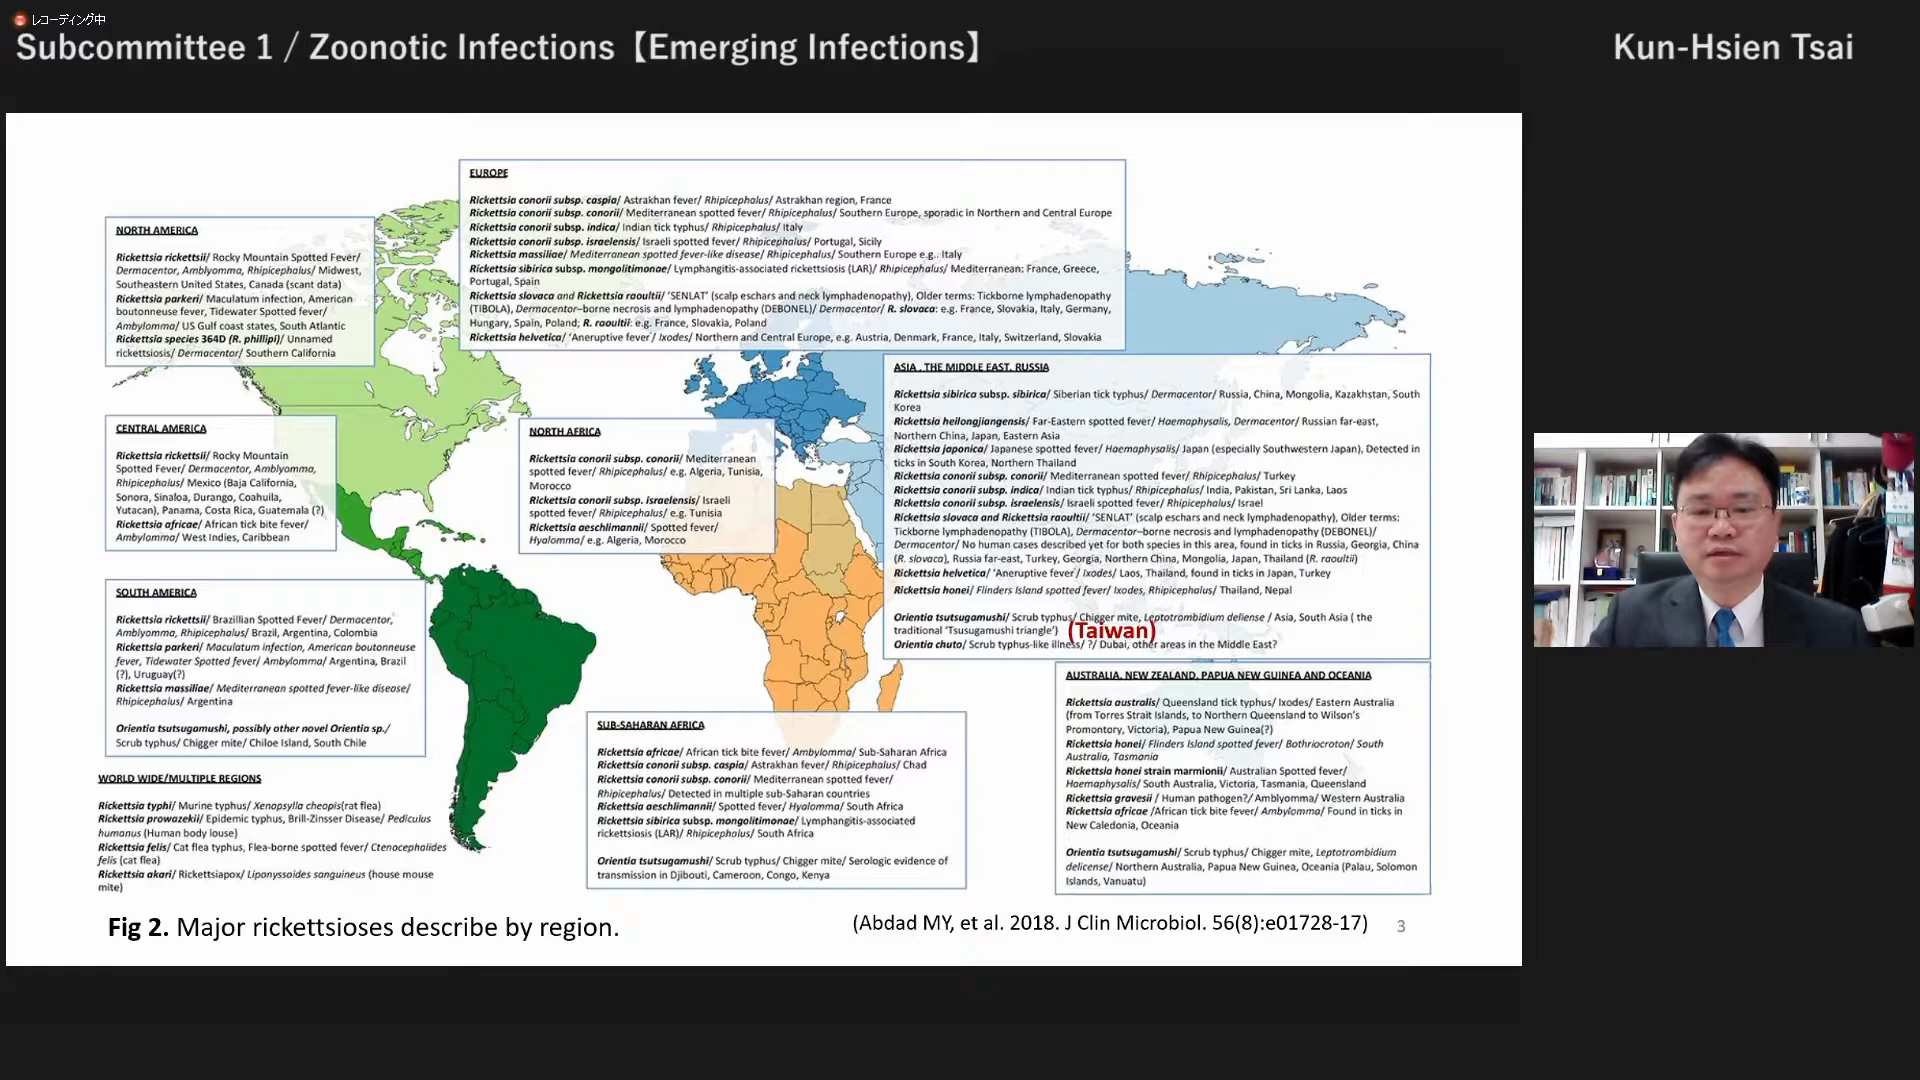 レコーディング中
Subcommittee 1 / Zoonotic Infections【Emerging Infections】
Kun-Hsien Tsai
EUROPE
Rickettsia conorii subsp. caspia/ Astrakhan fever/ Rhipicephalus/ Astrakhan region, France
Rickettsia conorii subsp. conorii/ Mediterranean spotted fever/ Rhipicephalus/ Southern Europe, sporadic in Northern and Central Europe
Rickettsia conorii subsp. indica/ Indian tick typhus/ Rhipicephalus/ Italy
Rickettsia conorii subsp. israelensis/ Israeli spotted fever/ Rhipicephalus/ Portugal, Sicily
Rickettsia massiliae/ Mediterranean spotted fever-like disease/ Rhipicephalus/ Southern Europe e.g.. Italy
Rickettsia sibirica subsp. mongolitimonae/ Lymphangitis-associated rickettsiosis (LAR)/ Rhipicephalus/ Mediterranean: France, Greece,
Portugal, Spain
Rickettsia slovaca and Rickettsia raoultii/ ‘SENLAT’ (scalp eschars and neck lymphadenopathy), Older terms: Tickborne lymphadenopathy
(TIBOLA), Dermacentor–borne necrosis and lymphadenopathy (DEBONEL)/ Dermacentor/ R. slovaca: e.g. France, Slovakia, Italy, Germany,
Hungary, Spain, Poland; R. raoultii: e.g. France, Slovakia, Poland
Rickettsia helvetica/ ‘Aneruptive fever’/ Ixodes/ Northern and Central Europe, e.g. Austria, Denmark, France, Italy, Switzerland, Slovakia
NORTH AMERICA
Rickettsia rickettsii/ Rocky Mountain Spotted Fever/
Dermacentor, Amblyomma, Rhipicephalus/ Midwest,
Southeastern United States, Canada (scant data)
Rickettsia parkeri/ Maculatum infection, American
boutonneuse fever, Tidewater Spotted fever/
Ambylomma/ US Gulf coast states, South Atlantic
Rickettsia species 364D (R. phillipi)/ Unnamed
rickettsiosis/ Dermacentor/ Southern California
ASIA , THE MIDDLE EAST, RUSSIA
Rickettsia sibirica subsp. sibirica/ Siberian tick typhus/ Dermacentor/ Russia, China, Mongolia, Kazakhstan, South
Korea
Rickettsia heilongjiangensis/ Far-Eastern spotted fever/ Haemaphysalis, Dermacentor/ Russian far-east,
Northern China, Japan, Eastern Asia
Rickettsia japonica/ Japanese spotted fever/ Haemaphysalis/ Japan (especially Southwestern Japan), Detected in
ticks in South Korea, Northern Thailand
Rickettsia conorii subsp. conorii/ Mediterranean spotted fever/ Rhipicephalus/ Turkey
Rickettsia conorii subsp. indica/ Indian tick typhus/ Rhipicephalus/ India, Pakistan, Sri Lanka, Laos
Rickettsia conorii subsp. israelensis/ Israeli spotted fever/ Rhipicephalus/ Israel
Rickettsia slovaca and Rickettsia raoultii/ ‘SENLAT’ (scalp eschars and neck lymphadenopathy), Older terms:
Tickborne lymphadenopathy (TIBOLA), Dermacentor–borne necrosis and lymphadenopathy (DEBONEL)/
Dermacentor/ No human cases described yet for both species in this area, found in ticks in Russia, Georgia, China
(R. slovaca), Russia far-east, Turkey, Georgia, Northern China, Mongolia, Japan, Thailand (R. raoultii)
Rickettsia helvetica/ ‘Aneruptive fever’/ Ixodes/ Laos, Thailand, found in ticks in Japan, Turkey
Rickettsia honei/ Flinders Island spotted fever/ Ixodes, Rhipicephalus/ Thailand, Nepal
Orientia tsutsugamushi/ Scrub typhus/ Chigger mite, Leptotrombidium deliense / Asia, South Asia ( the
traditional ‘Tsusugamushi triangle’) (Taiwan)
Orientia chuto/ Scrub typhus-like illness/ ?/ Dubai, other areas in the Middle East?
CENTRAL AMERICA
Rickettsia rickettsii/ Rocky Mountain
Spotted Fever/ Dermacentor, Amblyomma,
Rhipicephalus/ Mexico (Baja California,
Sonora, Sinaloa, Durango, Coahuila,
Yutacan), Panama, Costa Rica, Guatemala (?)
Rickettsia africae/ African tick bite fever/
Ambylomma/ West Indies, Caribbean
NORTH AFRICA
Rickettsia conorii subsp. conorii/ Mediterranean
spotted fever/ Rhipicephalus/ e.g. Algeria, Tunisia,
Morocco
Rickettsia conorii subsp. israelensis/ Israeli
spotted fever/ Rhipicephalus/ e.g. Tunisia
Rickettsia aeschlimannii/ Spotted fever/
Hyalomma/ e.g. Algeria, Morocco
SOUTH AMERICA
Rickettsia rickettsii/ Brazillian Spotted Fever/ Dermacentor,
Amblyomma, Rhipicephalus/ Brazil, Argentina, Colombia
Rickettsia parkeri/ Maculatum infection, American boutonneuse
fever, Tidewater Spotted fever/ Ambylomma/ Argentina, Brazil
(?), Uruguay(?)
Rickettsia massiliae/ Mediterranean spotted fever-like disease/
Rhipicephalus/ Argentina
Orientia tsutsugamushi, possibly other novel Orientia sp./
Scrub typhus/ Chigger mite/ Chiloe Island, South Chile
AUSTRALIA, NEW ZEALAND, PAPUA NEW GUINEA AND OCEANIA
Rickettsia australis/ Queensland tick typhus/ Ixodes/ Eastern Australia
(from Torres Strait Islands, to Northern Queensland to Wilson’s
Promontory, Victoria), Papua New Guinea(?)
Rickettsia honei/ Flinders Island spotted fever/ Bothriocroton/ South
Australia, Tasmania
Rickettsia honei strain marmionii/ Australian Spotted fever/
Haemaphysalis/ South Australia, Victoria, Tasmania, Queensland
Rickettsia gravesii / Human pathogen?/ Amblyomma/ Western Australia
Rickettsia africae /African tick bite fever/ Ambylomma/ Found in ticks in
New Caledonia, Oceania
Orientia tsutsugamushi/ Scrub typhus/ Chigger mite, Leptotrombidium
delicense/ Northern Australia, Papua New Guinea, Oceania (Palau, Solomon
Islands, Vanuatu)
SUB-SAHARAN AFRICA
Rickettsia africae/ African tick bite fever/ Ambylomma/ Sub-Saharan Africa
Rickettsia conorii subsp. caspia/ Astrakhan fever/ Rhipicephalus/ Chad
Rickettsia conorii subsp. conorii/ Mediterranean spotted fever/
Rhipicephalus/ Detected in multiple sub-Saharan countries
Rickettsia aeschlimannii/ Spotted fever/ Hyalomma/ South Africa
Rickettsia sibirica subsp. mongolitimonae/ Lymphangitis-associated
rickettsiosis (LAR)/ Rhipicephalus/ South Africa
Orientia tsutsugamushi/ Scrub typhus/ Chigger mite/ Serologic evidence of
transmission in Djibouti, Cameroon, Congo, Kenya
WORLD WIDE/MULTIPLE REGIONS
Rickettsia typhi/ Murine typhus/ Xenopsylla cheopis(rat flea)
Rickettsia prowazekii/ Epidemic typhus, Brill-Zinsser Disease/ Pediculus
humanus (Human body louse)
Rickettsia felis/ Cat flea typhus, Flea-borne spotted fever/ Ctenocephalides
felis (cat flea)
Rickettsia akari/ Rickettsiapox/ Liponyssoides sanguineus (house mouse
mite)
Fig 2. Major rickettsioses describe by region.
(Abdad MY, et al. 2018. J Clin Microbiol. 56(8):e01728-17)
3